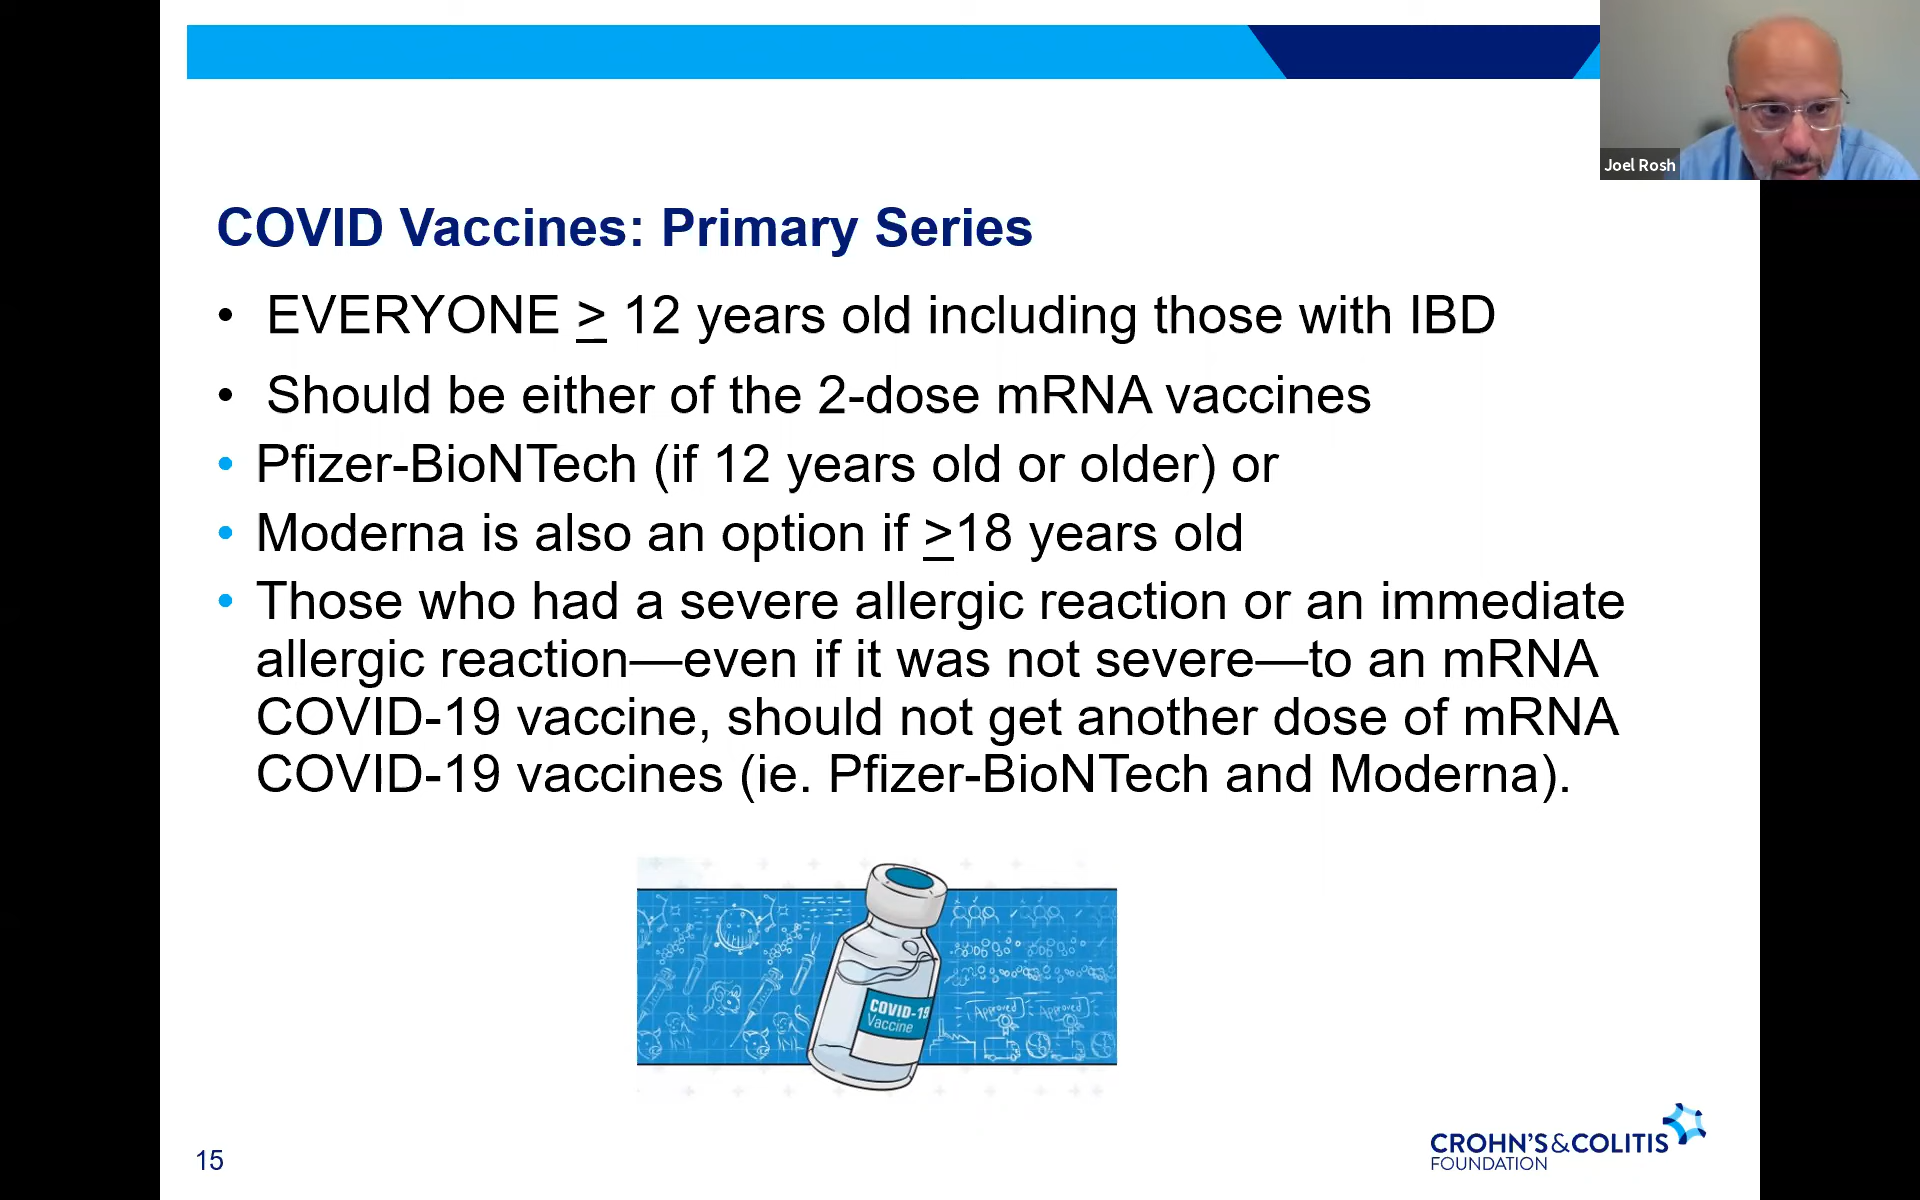 Joel Rosh
COVID Vaccines: Primary Series
• EVERYONE ≥ 12 years old including those with IBD
• Should be either of the 2-dose mRNA vaccines
• Pfizer-BioNTech (if 12 years old or older) or
• Moderna is also an option if ≥18 years old
• Those who had a severe allergic reaction or an immediate
allergic reaction—even if it was not severe—to an mRNA
COVID-19 vaccine, should not get another dose of mRNA
COVID-19 vaccines (ie. Pfizer-BioNTech and Moderna).
COVID-19
Vaccine
Approved
Approved
15
CROHN'S&COLITIS
FOUNDATION